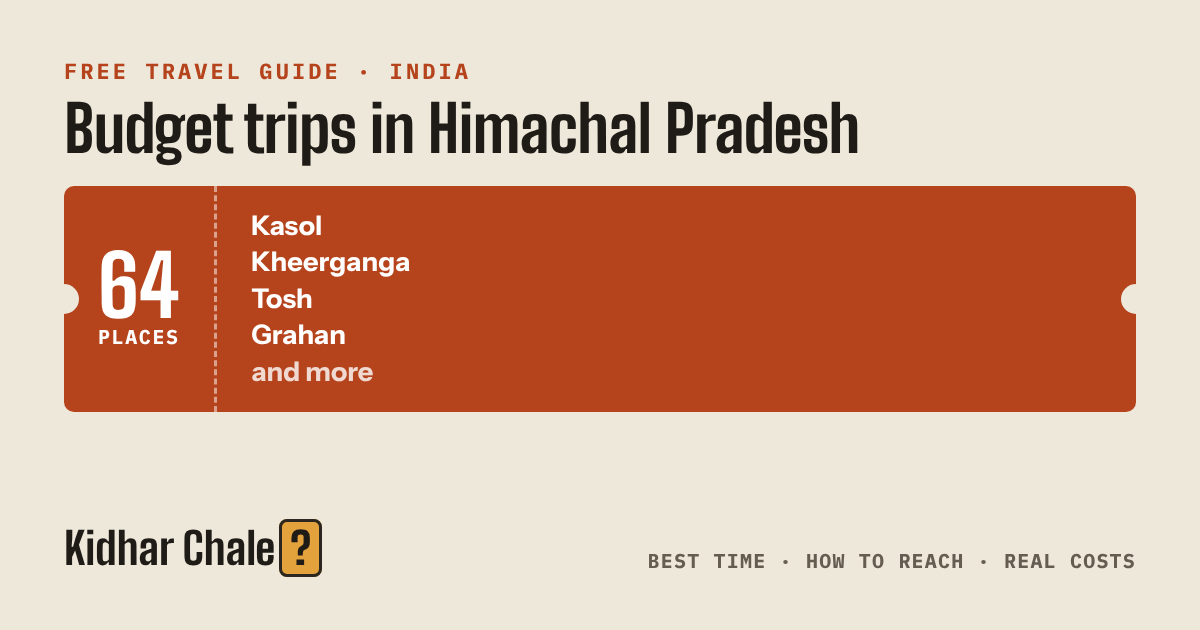 FREE TRAVEL GUIDE · INDIA
Budget trips in Himachal Pradesh
64
PLACES
Kasol
Kheerganga
Tosh
Grahan
and more
Kidhar Chale ?
BEST TIME · HOW TO REACH · REAL COSTS